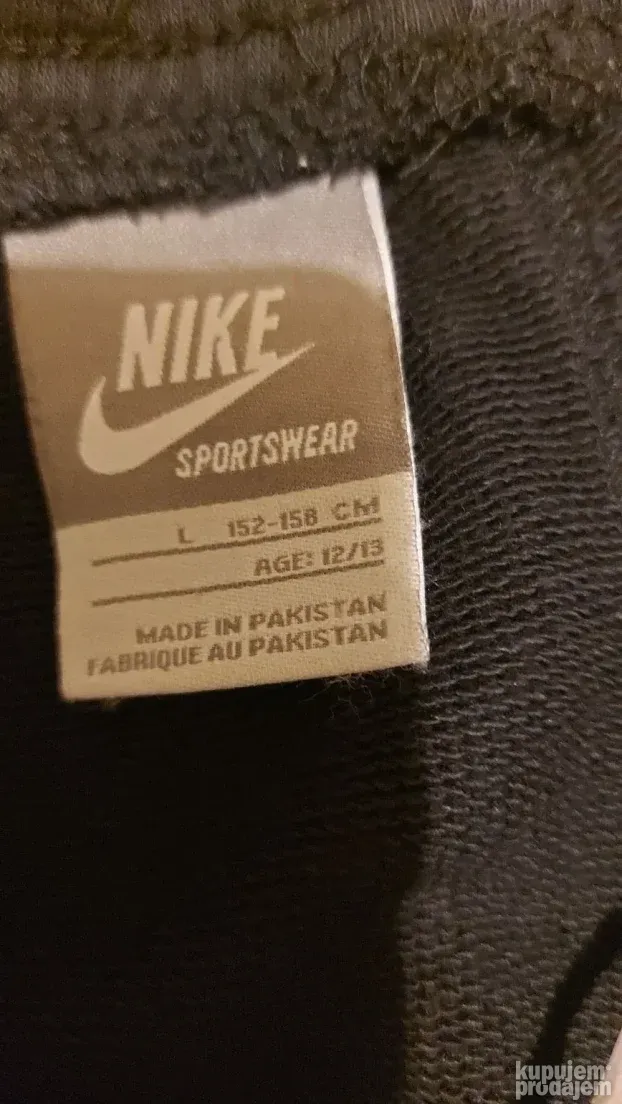 NIKE
SPORTSWEAR
L 152-158 CM
AGE: 12/13
MADE IN PAKISTAN
FABRIQUE AU PAKISTAN
kupujem
prodajem